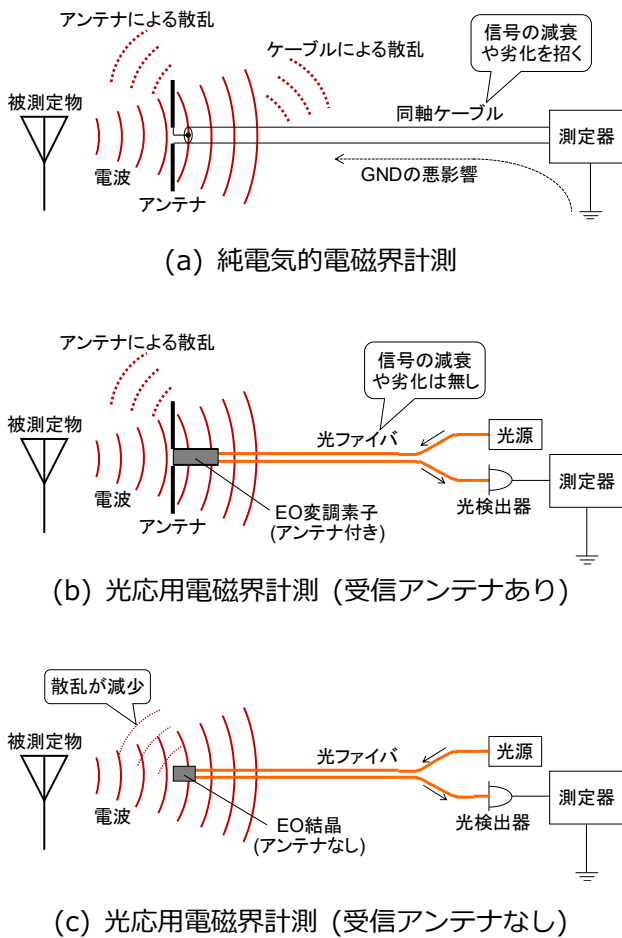 アンテナによる散乱
ケーブルによる散乱
信号の減衰
や劣化を招く
被測定物
同軸ケーブル
測定器
電波
アンテナ
GNDの悪影響
(a) 純電気的電磁界計測
アンテナによる散乱
信号の減衰
や劣化は無し
被測定物
光ファイバ
光源
測定器
電波
アンテナ
EO変調素子
(アンテナ付き)
光検出器
(b) 光応用電磁界計測 (受信アンテナあり)
散乱が減少
被測定物
光ファイバ
光源
測定器
電波
EO結晶
(アンテナなし)
光検出器
(c) 光応用電磁界計測 (受信アンテナなし)